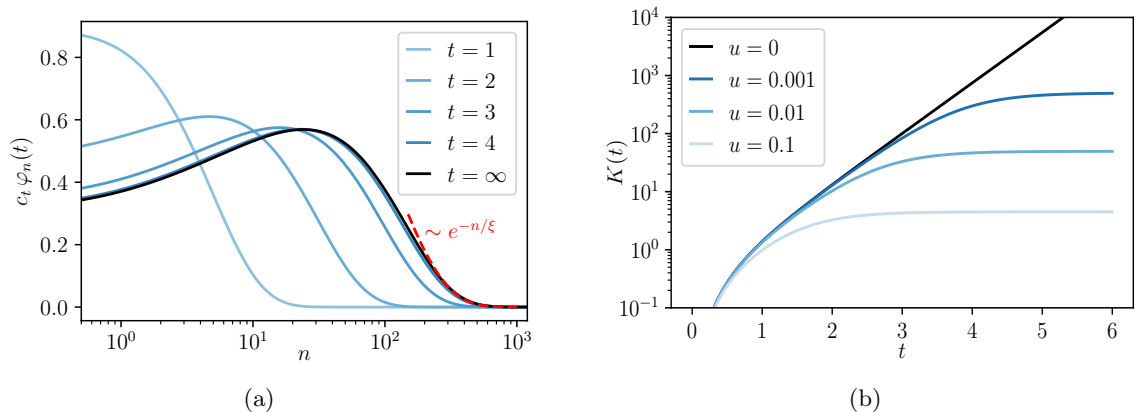 0.8
0.6
0.4
0.2
0.0
c_t φ_n(t)
t = 1
t = 2
t = 3
t = 4
t = ∞
∼ e^{−n/ξ}
10^0
10^1
10^2
10^3
n
(a)
10^4
10^3
10^2
10^1
10^0
10^{−1}
K(t)
u = 0
u = 0.001
u = 0.01
u = 0.1
0
1
2
3
4
5
6
t
(b)